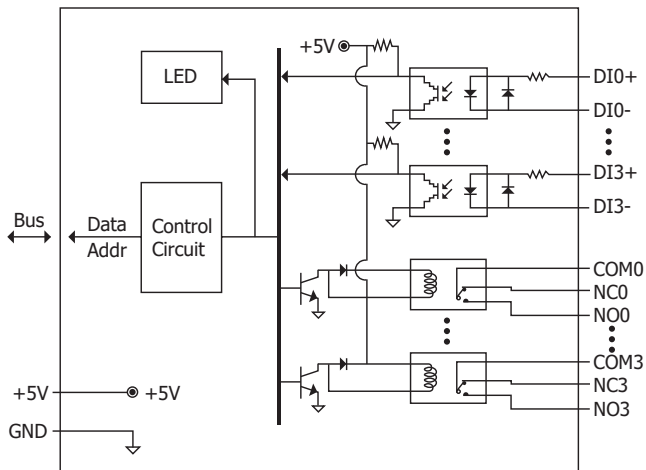 +5V
LED
DI0+
DI0-
DI3+
DI3-
Bus
Data
Addr
Control
Circuit
COM0
NC0
NO0
COM3
NC3
NO3
+5V
+5V
GND